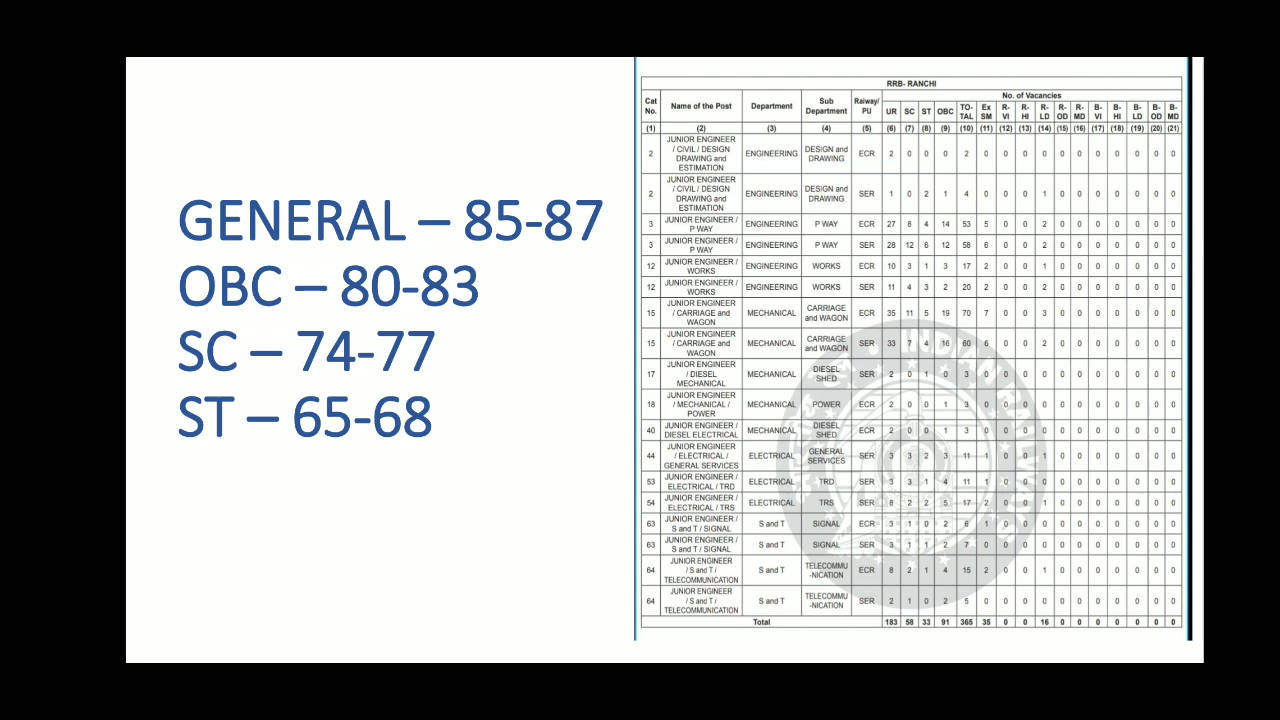 GENERAL – 85-87
OBC – 80-83
SC – 74-77
ST – 65-68
RRB- RANCHI
Cat No. Name of the Post Department Sub Department Raiway/ PU No. of Vacancies
UR SC ST OBC TO-TAL Ex SM R-VI R-HI R-LD R-OD R-MD B-VI B-HI B-LD B-OD B-MD
(1) (2) (3) (4) (5) (6) (7) (8) (9) (10) (11) (12) (13) (14) (15) (16) (17) (18) (19) (20) (21)
2 JUNIOR ENGINEER / CIVIL / DESIGN DRAWING and ESTIMATION ENGINEERING DESIGN and DRAWING ECR 2 0 0 0 2 0 0 0 0 0 0 0 0 0 0 0
2 JUNIOR ENGINEER / CIVIL / DESIGN DRAWING and ESTIMATION ENGINEERING DESIGN and DRAWING SER 1 0 2 1 4 0 0 0 1 0 0 0 0 0 0 0
3 JUNIOR ENGINEER / P WAY ENGINEERING P WAY ECR 27 8 4 14 53 5 0 0 2 0 0 0 0 0 0 0
3 JUNIOR ENGINEER / P WAY ENGINEERING P WAY SER 28 12 6 12 58 6 0 0 2 0 0 0 0 0 0 0
12 JUNIOR ENGINEER / WORKS ENGINEERING WORKS ECR 10 3 1 3 17 2 0 0 1 0 0 0 0 0 0 0
12 JUNIOR ENGINEER / WORKS ENGINEERING WORKS SER 11 4 3 2 20 2 0 0 2 0 0 0 0 0 0 0
15 JUNIOR ENGINEER / CARRIAGE and WAGON MECHANICAL CARRIAGE and WAGON ECR 35 11 5 19 70 7 0 0 3 0 0 0 0 0 0 0
15 JUNIOR ENGINEER / CARRIAGE and WAGON MECHANICAL CARRIAGE and WAGON SER 33 7 4 16 60 6 0 0 2 0 0 0 0 0 0 0
17 JUNIOR ENGINEER / DIESEL MECHANICAL MECHANICAL DIESEL SHED SER 2 0 1 0 3 0 0 0 0 0 0 0 0 0 0 0
18 JUNIOR ENGINEER / MECHANICAL / POWER MECHANICAL POWER ECR 2 0 0 1 3 0 0 0 0 0 0 0 0 0 0 0
40 JUNIOR ENGINEER / DIESEL ELECTRICAL MECHANICAL DIESEL SHED ECR 2 0 0 1 3 0 0 0 0 0 0 0 0 0 0 0
44 JUNIOR ENGINEER / ELECTRICAL / GENERAL SERVICES ELECTRICAL GENERAL SERVICES SER 3 3 2 3 11 1 0 0 1 0 0 0 0 0 0 0
53 JUNIOR ENGINEER / ELECTRICAL / TRD ELECTRICAL TRD SER 3 3 1 4 11 1 0 0 0 0 0 0 0 0 0 0
54 JUNIOR ENGINEER / ELECTRICAL / TRS ELECTRICAL TRS SER 8 2 2 5 17 2 0 0 1 0 0 0 0 0 0 0
63 JUNIOR ENGINEER / S and T / SIGNAL S and T SIGNAL ECR 3 1 0 2 6 1 0 0 0 0 0 0 0 0 0 0
63 JUNIOR ENGINEER / S and T / SIGNAL S and T SIGNAL SER 3 1 1 2 7 0 0 0 0 0 0 0 0 0 0 0
64 JUNIOR ENGINEER / S and T / TELECOMMUNICATION S and T TELECOMMU -NICATION ECR 8 2 1 4 15 2 0 0 1 0 0 0 0 0 0 0
64 JUNIOR ENGINEER / S and T / TELECOMMUNICATION S and T TELECOMMU -NICATION SER 2 1 0 2 5 0 0 0 0 0 0 0 0 0 0 0
Total 183 58 33 91 365 35 0 0 16 0 0 0 0 0 0 0